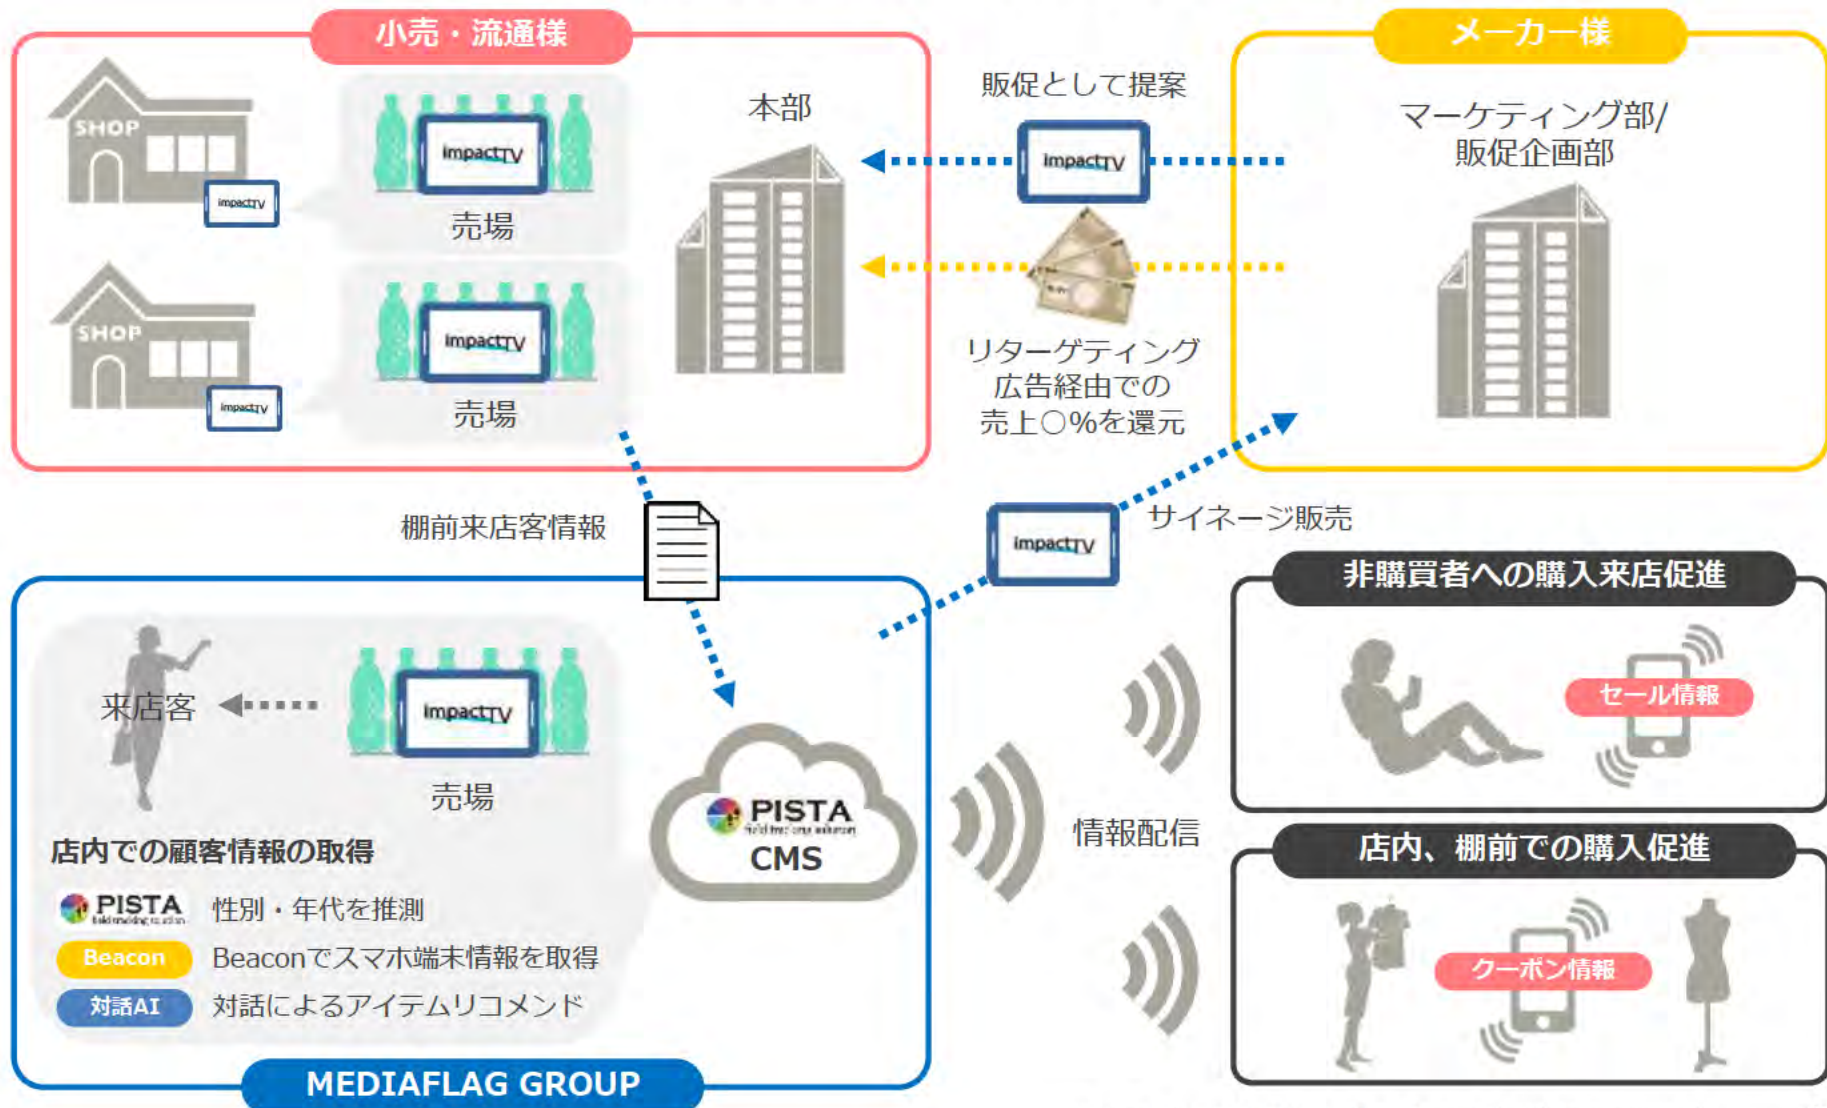 小売・流通様
SHOP
impactTV
impactTV
売場
SHOP
impactTV
impactTV
売場
本部
販促として提案
impactTV
リターゲティング
広告経由での
売上○%を還元
メーカー様
マーケティング部/
販促企画部
棚前来店客情報
impactTV
サイネージ販売
来店客
impactTV
売場
店内での顧客情報の取得
PISTA
field tracking solution
性別・年代を推測
Beacon
Beaconでスマホ端末情報を取得
対話AI
対話によるアイテムリコメンド
PISTA
field tracking solution
CMS
MEDIAFLAG GROUP
情報配信
非購買者への購入来店促進
セール情報
店内、棚前での購入促進
クーポン情報